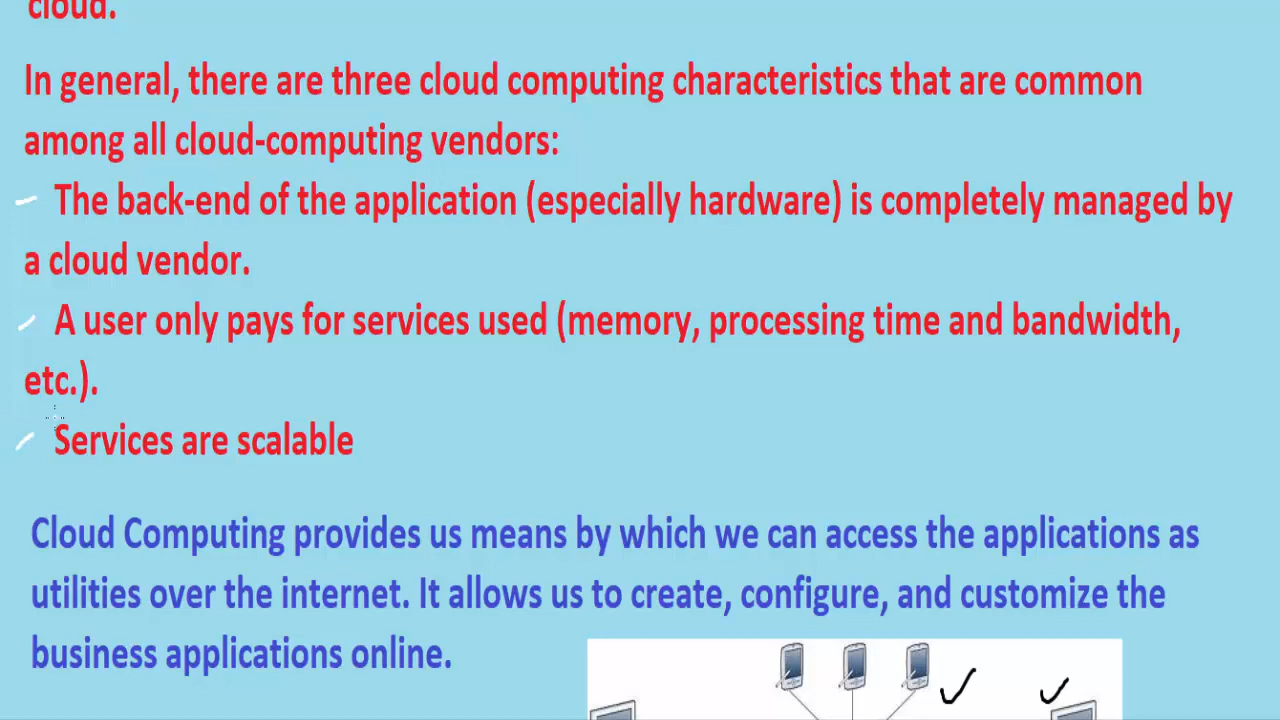 cloud.
In general, there are three cloud computing characteristics that are common
among all cloud-computing vendors:
The back-end of the application (especially hardware) is completely managed by
a cloud vendor.
A user only pays for services used (memory, processing time and bandwidth,
etc.).
Services are scalable
Cloud Computing provides us means by which we can access the applications as
utilities over the internet. It allows us to create, configure, and customize the
business applications online.